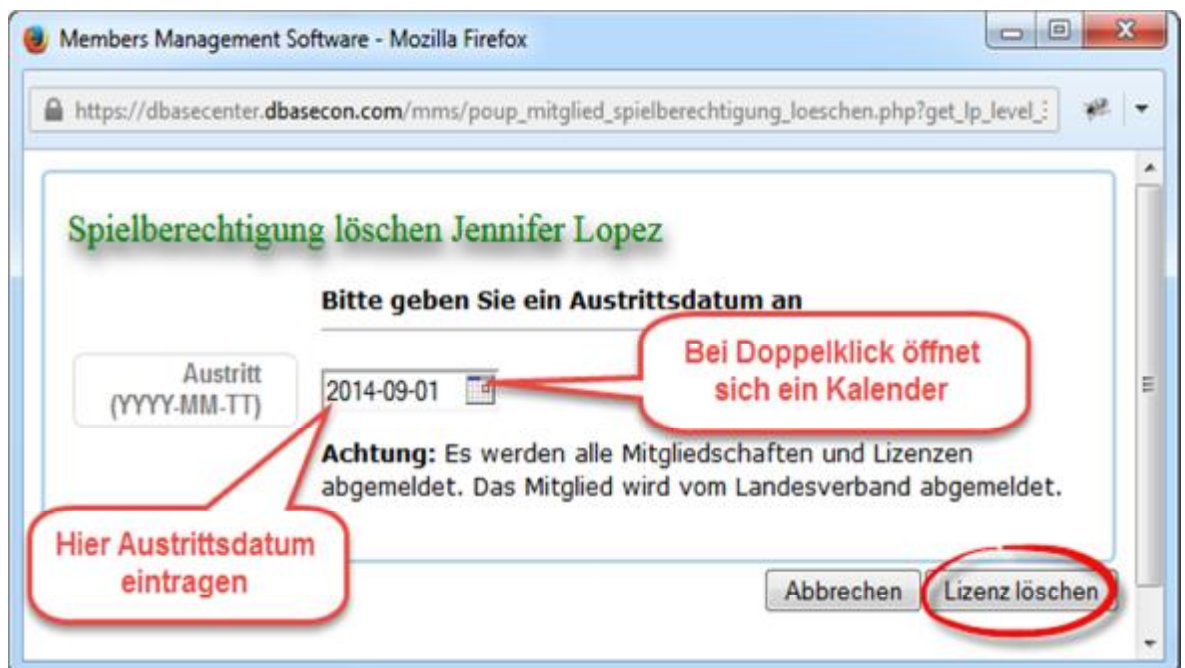 Members Management Software - Mozilla Firefox
https://dbasecenter.dbasecon.com/mms/poup_mitglied_spielberechtigung_loeschen.php?get_lp_level_
Spielberechtigung löschen Jennifer Lopez
Bitte geben Sie ein Austrittsdatum an
Bei Doppelklick öffnet
sich ein Kalender
Austritt
(YYYY-MM-TT)
2014-09-01
Achtung: Es werden alle Mitgliedschaften und Lizenzen
abgemeldet. Das Mitglied wird vom Landesverband abgemeldet.
Hier Austrittsdatum
eintragen
Abbrechen
Lizenz löschen